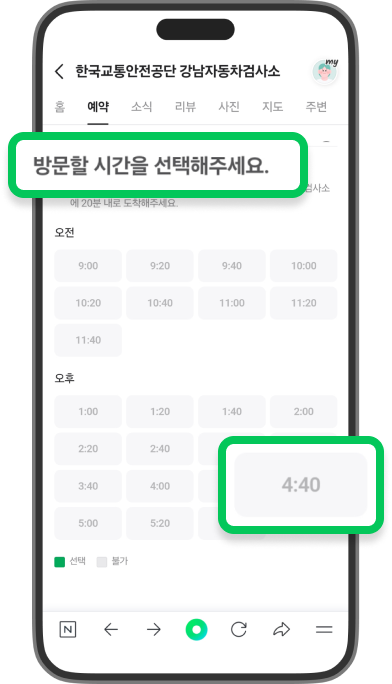 한국교통안전공단 강남자동차검사소
my
홈 예약 소식 리뷰 사진 지도 주변
방문할 시간을 선택해주세요.
검사소
에 20분 내로 도착해주세요.
오전
9:00 9:20 9:40 10:00
10:20 10:40 11:00 11:20
11:40
오후
1:00 1:20 1:40 2:00
2:20 2:40
3:40 4:00 4:40
5:00 5:20
선택 불가
N